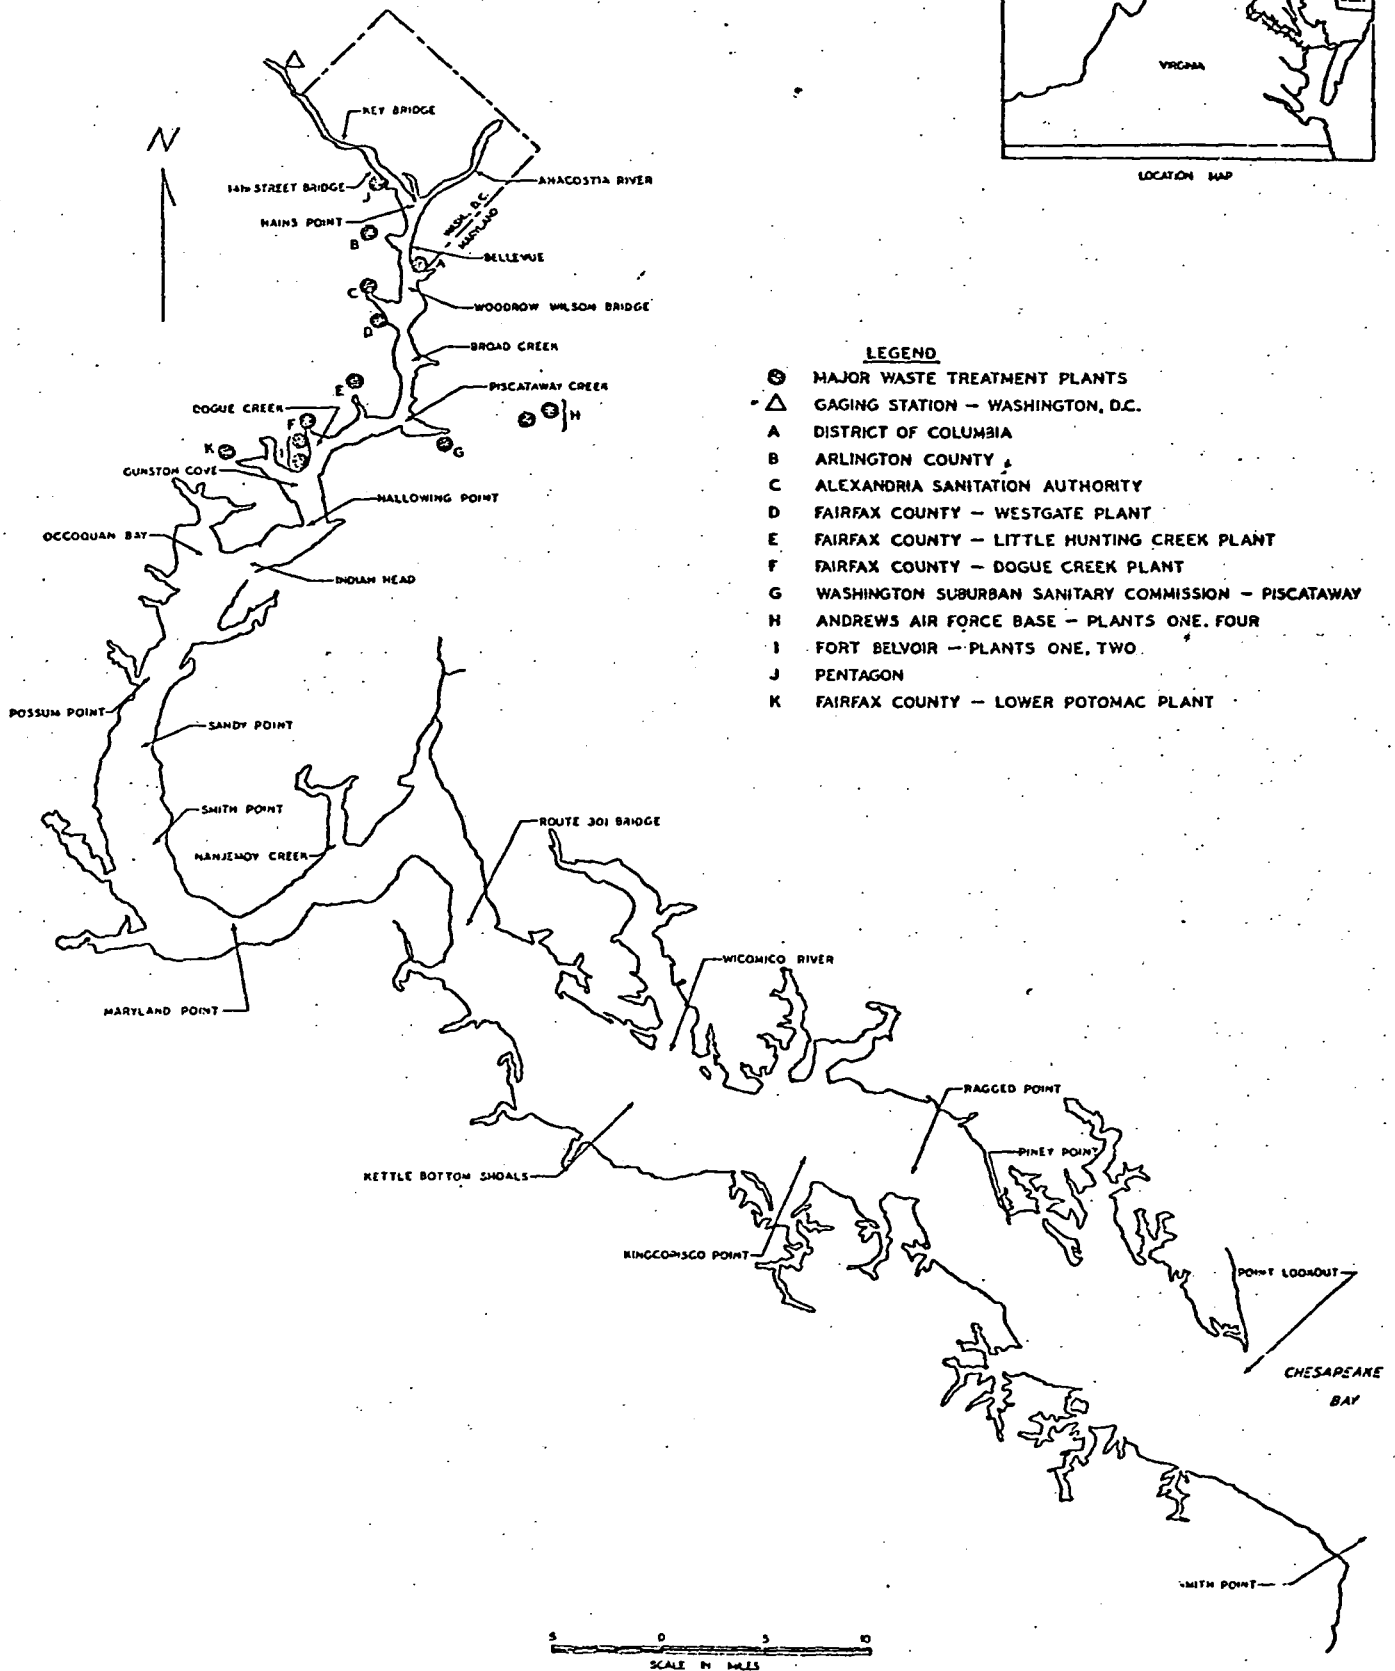 VIRGINIA
LOCATION MAP
N
KEY BRIDGE
14TH STREET BRIDGE
J
ANACOSTIA RIVER
HAINS POINT
WASH., D.C.
MARYLAND
B
BELLEVUE
A
C
WOODROW WILSON BRIDGE
D
BROAD CREEK
E
PISCATAWAY CREEK
DOGUE CREEK
H
F
K
I
G
GUNSTON COVE
HALLOWING POINT
OCCOQUAN BAY
INDIAN HEAD
LEGEND
MAJOR WASTE TREATMENT PLANTS
GAGING STATION – WASHINGTON, D.C.
A DISTRICT OF COLUMBIA
B ARLINGTON COUNTY
C ALEXANDRIA SANITATION AUTHORITY
D FAIRFAX COUNTY – WESTGATE PLANT
E FAIRFAX COUNTY – LITTLE HUNTING CREEK PLANT
F FAIRFAX COUNTY – DOGUE CREEK PLANT
G WASHINGTON SUBURBAN SANITARY COMMISSION – PISCATAWAY
H ANDREWS AIR FORCE BASE – PLANTS ONE, FOUR
I FORT BELVOIR – PLANTS ONE, TWO
J PENTAGON
K FAIRFAX COUNTY – LOWER POTOMAC PLANT
POSSUM POINT
SANDY POINT
SMITH POINT
NANJEMOY CREEK
ROUTE 301 BRIDGE
WICOMICO RIVER
MARYLAND POINT
RAGGED POINT
PINEY POINT
KETTLE BOTTOM SHOALS
KINGCOPISCO POINT
POINT LOOKOUT
CHESAPEAKE
BAY
SMITH POINT
5 0 5 10
SCALE IN MILES